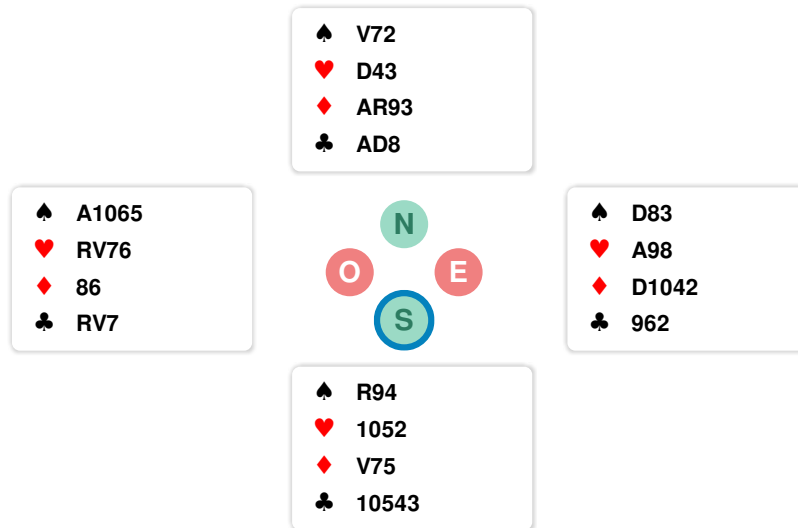 ♠ V72
♥ D43
♦ AR93
♣ AD8
♠ A1065
♥ RV76
♦ 86
♣ RV7
N
O
E
S
♠ D83
♥ A98
♦ D1042
♣ 962
♠ R94
♥ 1052
♦ V75
♣ 10543